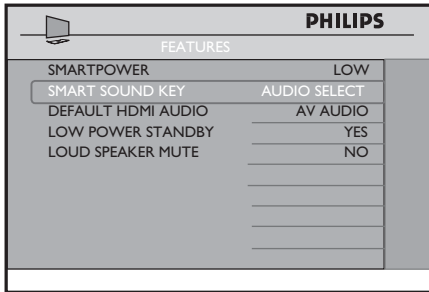 PHILIPS
FEATURES
SMARTPOWER LOW
SMART SOUND KEY AUDIO SELECT
DEFAULT HDMI AUDIO AV AUDIO
LOW POWER STANDBY YES
LOUD SPEAKER MUTE NO